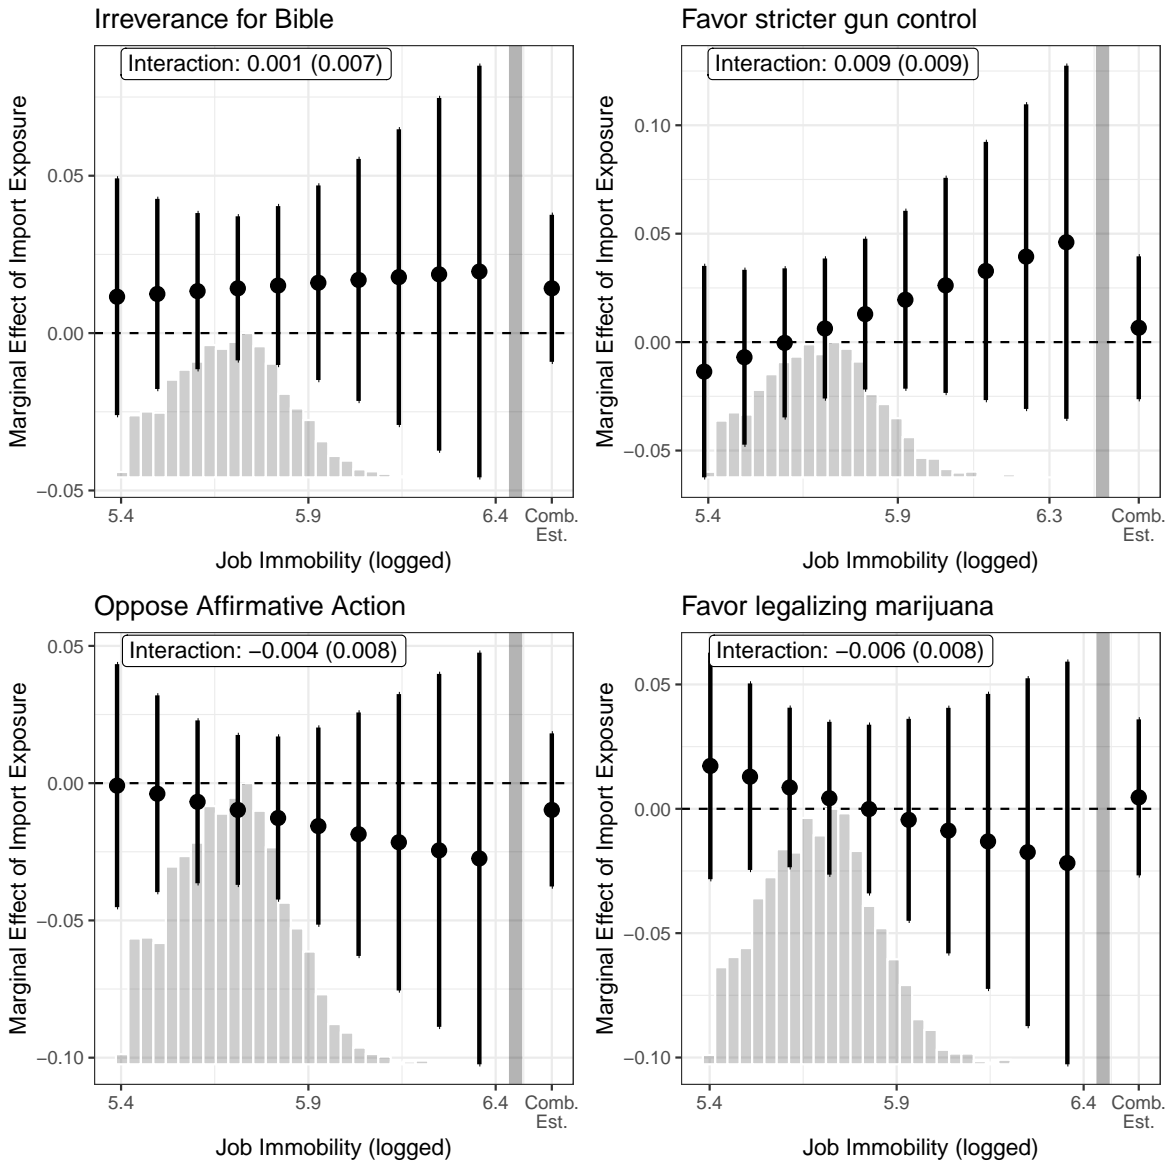 Irreverance for Bible
Interaction: 0.001 (0.007)
Marginal Effect of Import Exposure
0.05
0.00
−0.05
5.4
5.9
6.4
Comb.
Est.
Job Immobility (logged)
Favor stricter gun control
Interaction: 0.009 (0.009)
Marginal Effect of Import Exposure
0.10
0.05
0.00
−0.05
5.4
5.9
6.3
Comb.
Est.
Job Immobility (logged)
Oppose Affirmative Action
Interaction: −0.004 (0.008)
Marginal Effect of Import Exposure
0.05
0.00
−0.05
−0.10
5.4
5.9
6.4
Comb.
Est.
Job Immobility (logged)
Favor legalizing marijuana
Interaction: −0.006 (0.008)
Marginal Effect of Import Exposure
0.05
0.00
−0.05
−0.10
5.4
5.9
6.4
Comb.
Est.
Job Immobility (logged)